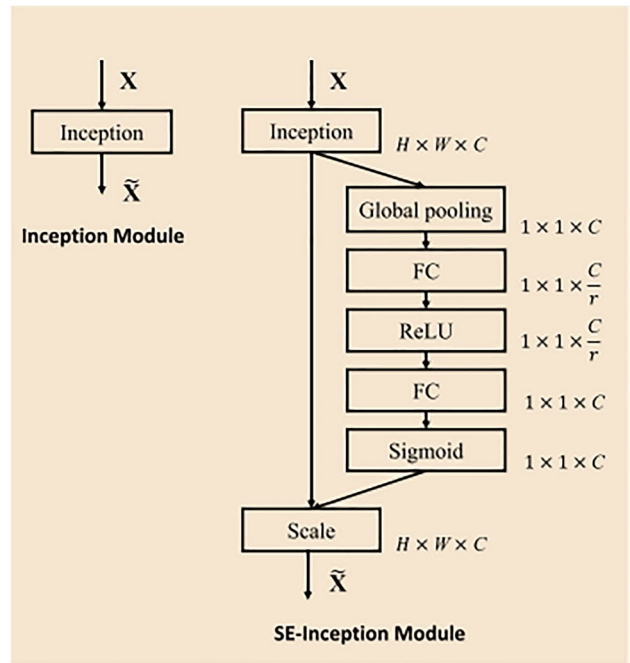 X
Inception
X̃
Inception Module
X
Inception
H × W × C
Global pooling
1 × 1 × C
FC
1 × 1 × C/r
ReLU
1 × 1 × C/r
FC
1 × 1 × C
Sigmoid
1 × 1 × C
Scale
H × W × C
X̃
SE-Inception Module